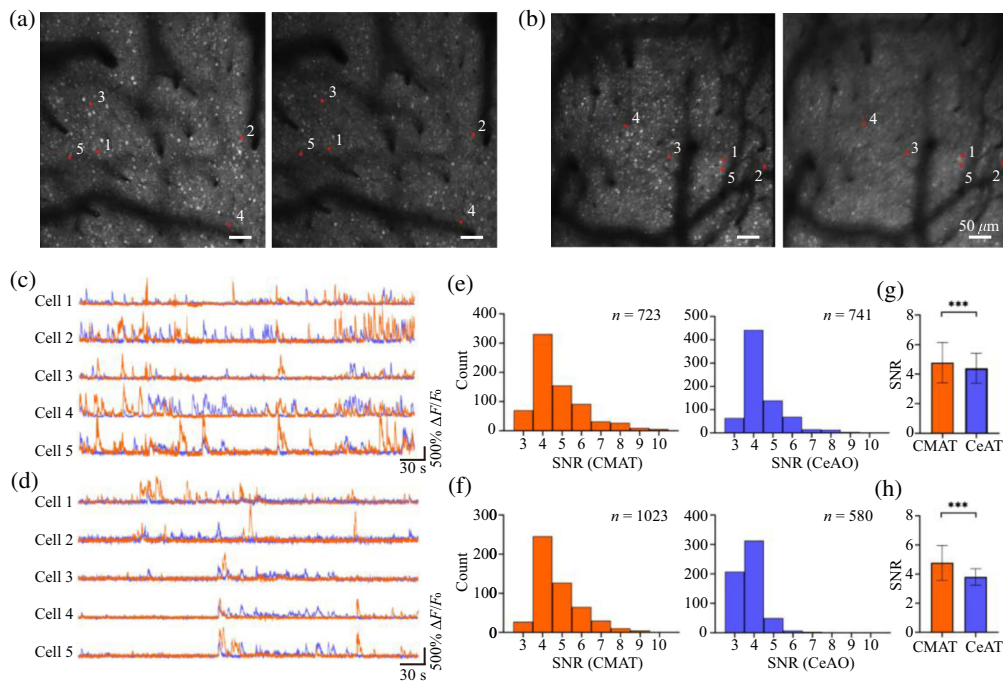 (a)
3
5
1
2
4
3
5
1
2
4
(b)
4
3
1
5
2
4
3
1
5
2
50 μm
(c)
Cell 1
Cell 2
Cell 3
Cell 4
Cell 5
500% ΔF/F₀
30 s
(d)
Cell 1
Cell 2
Cell 3
Cell 4
Cell 5
500% ΔF/F₀
30 s
(e)
n = 723
Count
400
300
200
100
0
3 4 5 6 7 8 9 10
SNR (CMAT)
n = 741
500
400
300
200
100
0
3 4 5 6 7 8 9 10
SNR (CeAO)
(g)
***
SNR
8
6
4
2
0
CMAT CeAT
(f)
n = 1023
Count
300
200
100
0
3 4 5 6 7 8 9 10
SNR (CMAT)
n = 580
400
300
200
100
0
3 4 5 6 7 8 9 10
SNR (CeAO)
(h)
***
SNR
8
6
4
2
0
CMAT CeAT